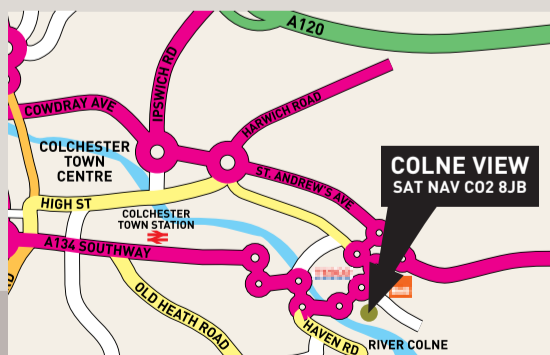 A120
IPSWICH RD
COWDRAY AVE
HARWICH ROAD
COLCHESTER
TOWN
CENTRE
ST. ANDREW'S AVE
COLNE VIEW
SAT NAV CO2 8JB
HIGH ST
COLCHESTER
TOWN STATION
A134 SOUTHWAY
OLD HEATH ROAD
HAVEN RD
RIVER COLNE